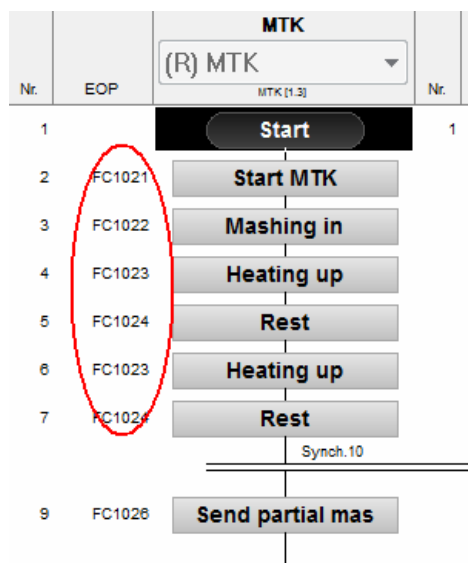 MTK
(R) MTK
Nr. EOP MTK [1.3] Nr.
1 Start 1
2 FC1021 Start MTK
3 FC1022 Mashing in
4 FC1023 Heating up
5 FC1024 Rest
6 FC1023 Heating up
7 FC1024 Rest
Synch.10
9 FC1026 Send partial mas